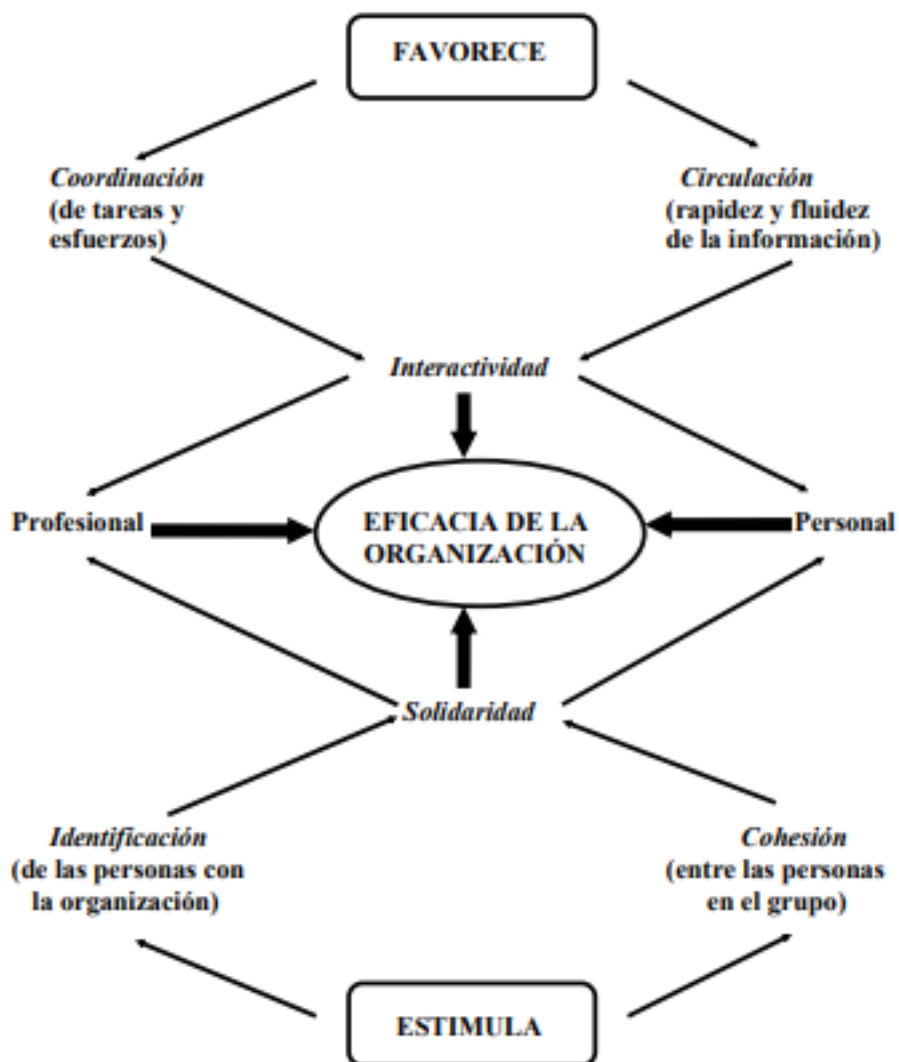 FAVORECE
Coordinación
(de tareas y
esfuerzos)
Circulación
(rapidez y fluidez
de la información)
Interactividad
Profesional
EFICACIA DE LA
ORGANIZACIÓN
Personal
Solidaridad
Identificación
(de las personas con
la organización)
Cohesión
(entre las personas
en el grupo)
ESTIMULA